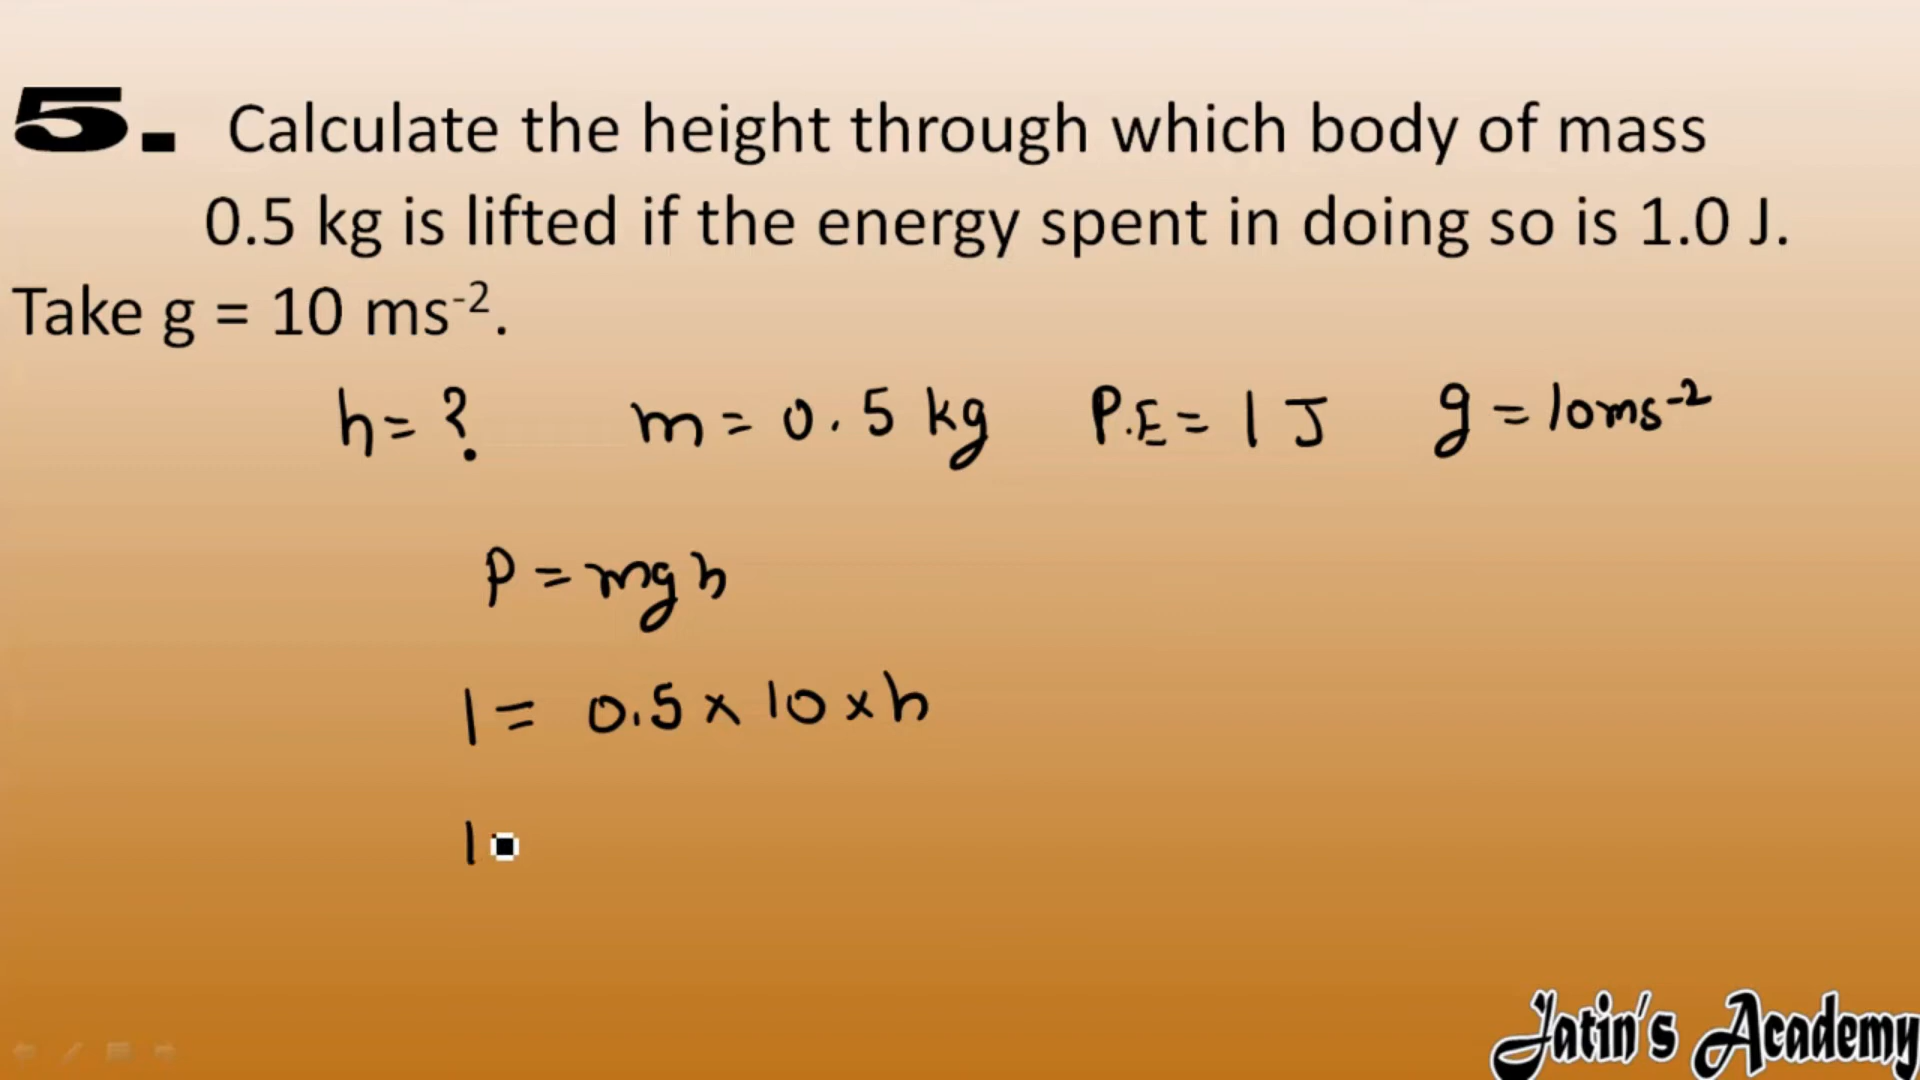 5. Calculate the height through which body of mass
0.5 kg is lifted if the energy spent in doing so is 1.0 J.
Take g = 10 ms⁻².
h = ? m = 0.5 kg P.E = 1 J g = 10ms⁻²
P = mgh
1 = 0.5 × 10 × h
1
Jatin's Academy